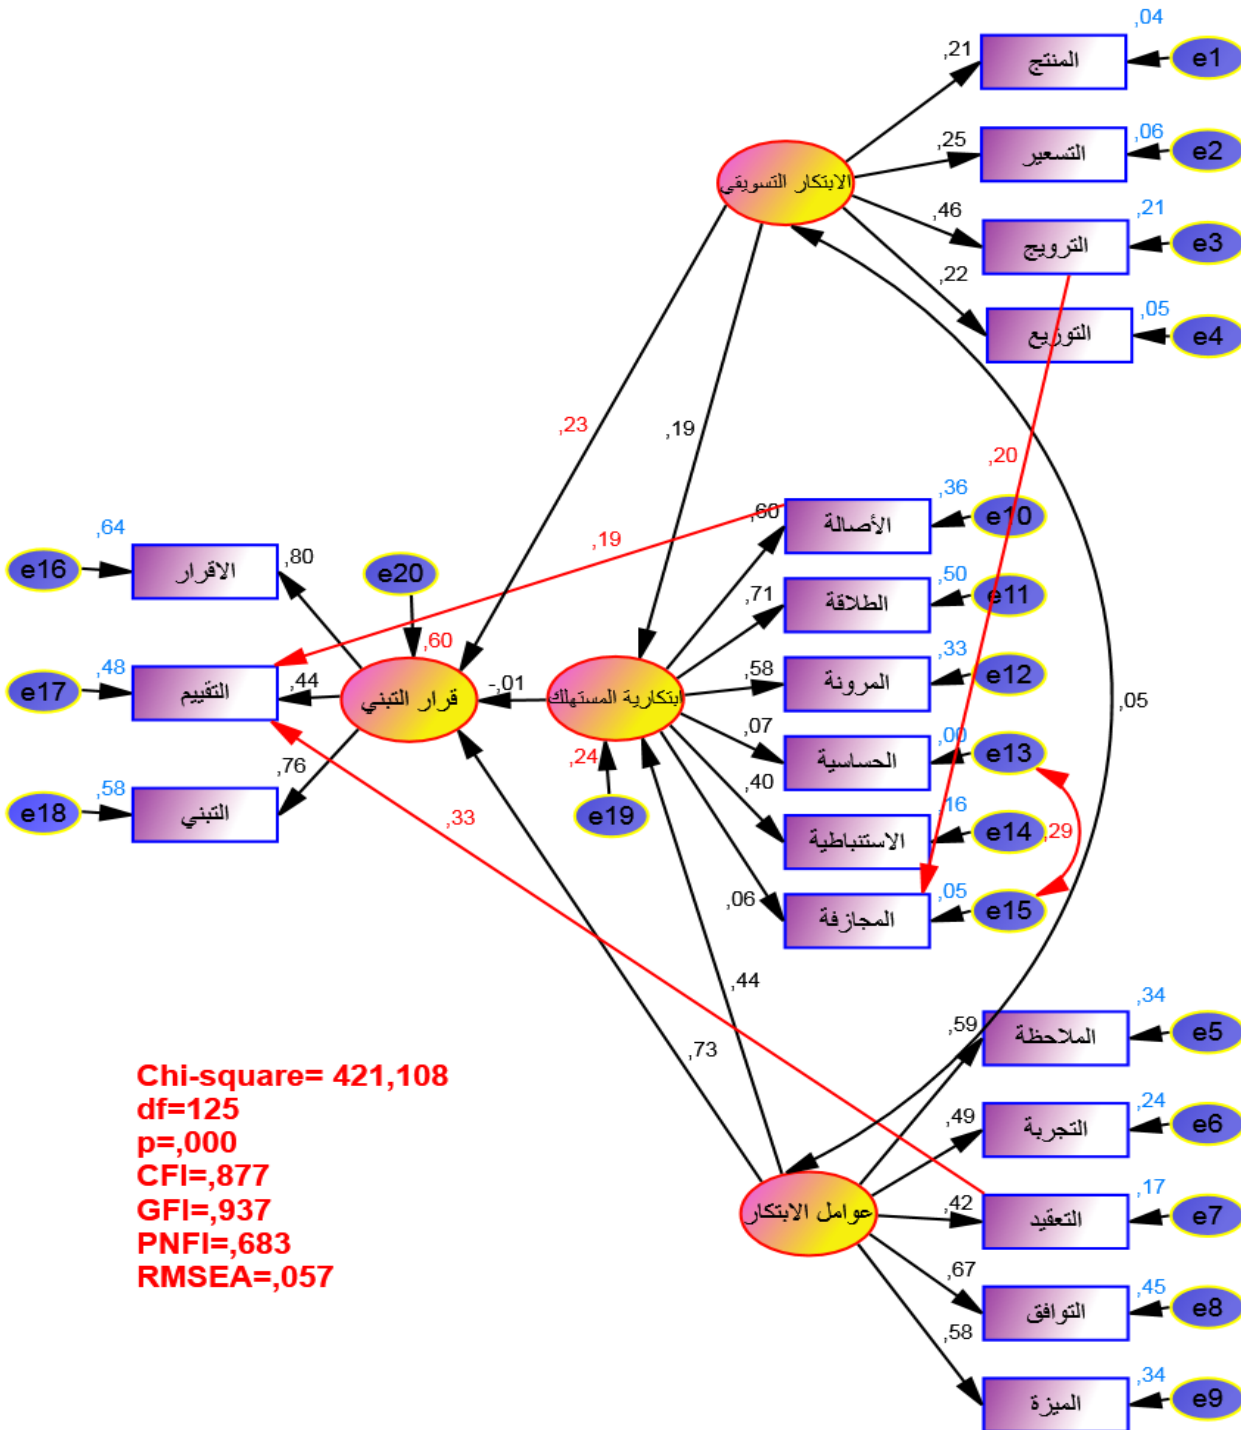 ,04
,21
المنتج
e1
,06
,25
التسعير
e2
الابتكار التسويقي
,21
,46
الترويج
e3
,22
,05
التوزيع
e4
,23
,19
,20
,36
,60
الأصالة
e10
,64
,19
,80
e16
الاقرار
e20
,50
,71
الطلاقة
e11
,60
,33
,58
المرونة
e12
,48
,44
e17
التقييم
قرار التبني
-,01
ابتكارية المستهلك
,05
,07
,00
الحساسية
e13
,24
,58
,76
e18
التبني
e19
,40
,16
الاستنباطية
e14
,29
,33
,06
,05
المجازفة
e15
,44
,34
,59
الملاحظة
e5
,73
Chi-square= 421,108
df=125
p=,000
CFI=,877
GFI=,937
PNFI=,683
RMSEA=,057
,24
,49
التجربة
e6
,17
,42
عوامل الابتكار
التعقيد
e7
,67
,45
التوافق
e8
,58
,34
الميزة
e9